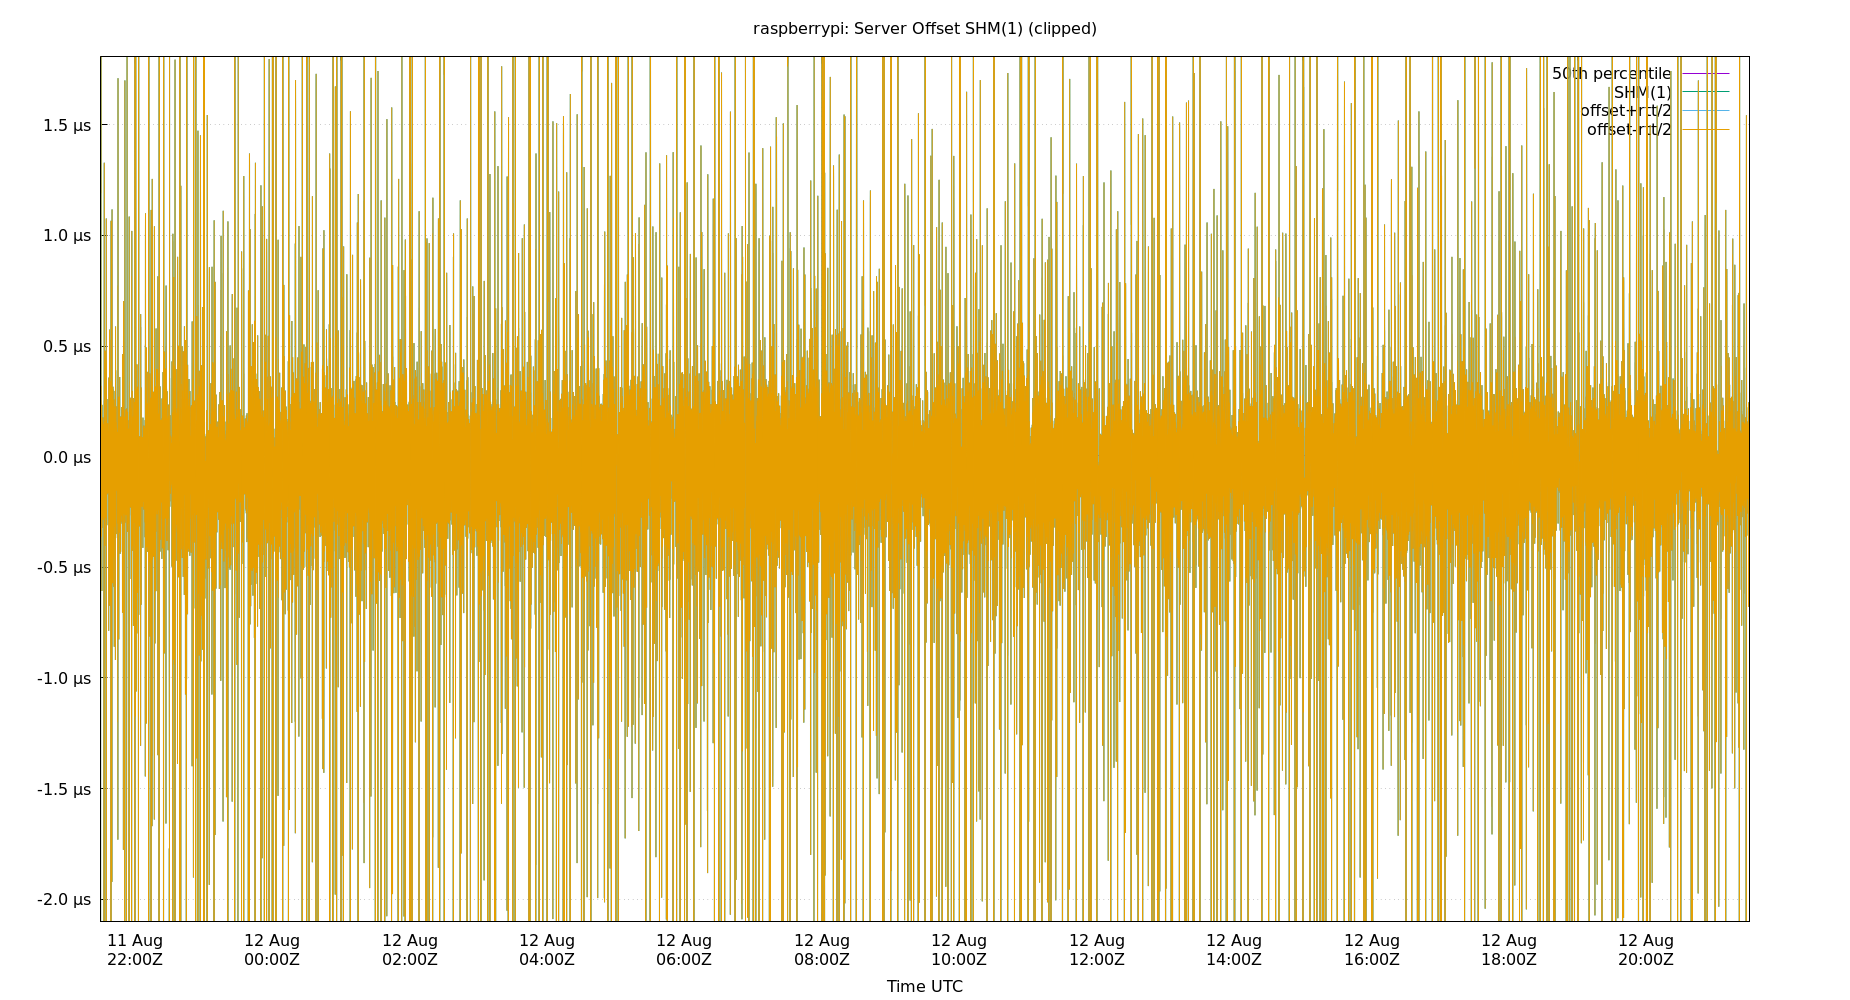 raspberrypi: Server Offset SHM(1) (clipped)
50th percentile
SHM(1)
offset+rtt/2
offset-rtt/2
1.5 µs
1.0 µs
0.5 µs
0.0 µs
-0.5 µs
-1.0 µs
-1.5 µs
-2.0 µs
11 Aug 12 Aug 12 Aug 12 Aug 12 Aug 12 Aug 12 Aug 12 Aug 12 Aug 12 Aug 12 Aug 12 Aug
22:00Z 00:00Z 02:00Z 04:00Z 06:00Z 08:00Z 10:00Z 12:00Z 14:00Z 16:00Z 18:00Z 20:00Z
Time UTC